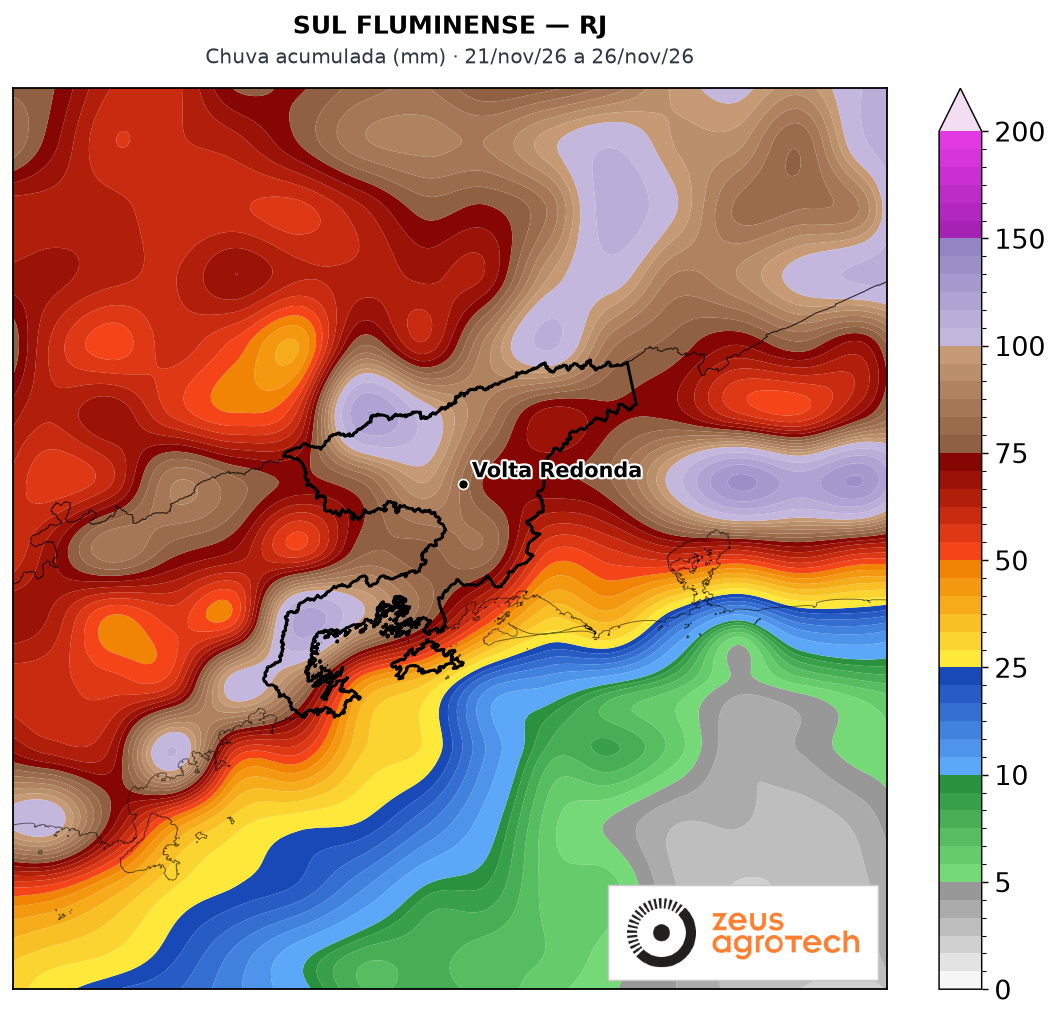 SUL FLUMINENSE — RJ
Chuva acumulada (mm) · 21/nov/26 a 26/nov/26
200
150
100
75
50
25
10
5
0
Volta Redonda
zeus
agrotech